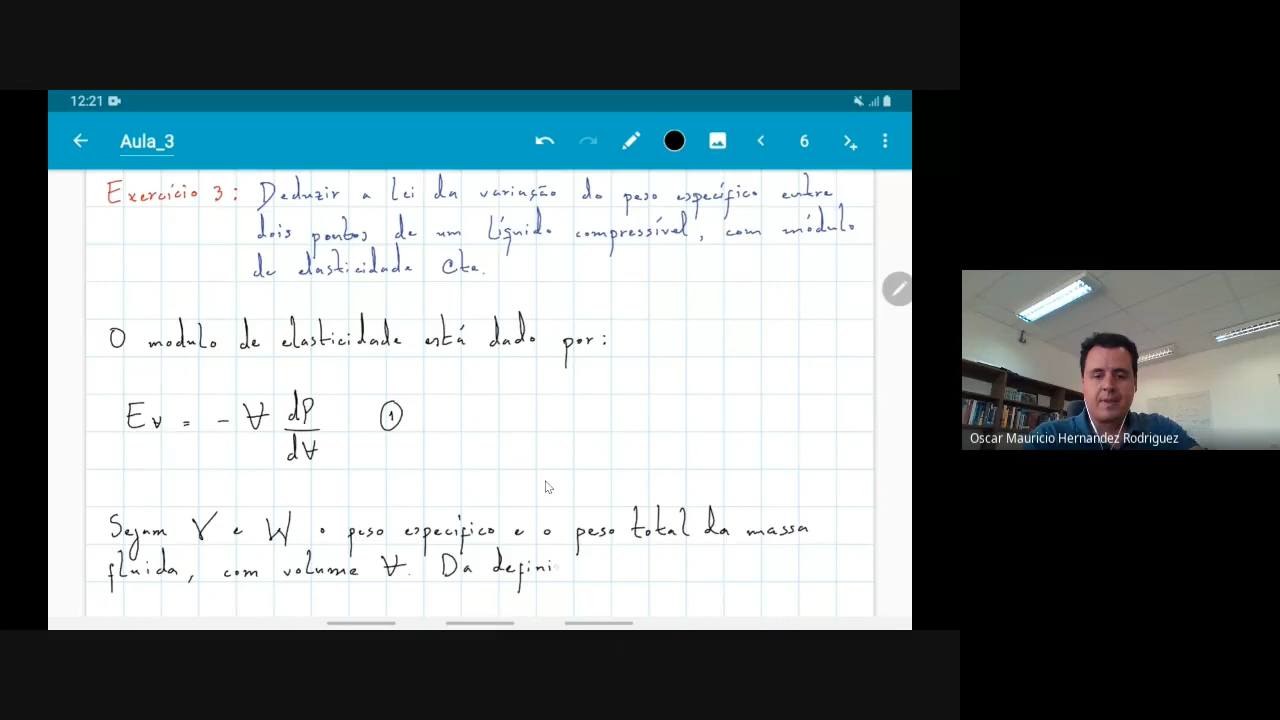 12:21
Aula_3
6
Exercício 3: Deduzir a lei da variação do peso específico entre
dois pontos de um líquido compressível, com módulo
de elasticidade Cte.
O modulo de elasticidade está dado por:
E∀ = - ∀ dP/d∀ ①
Sejam γ e W o peso específico e o peso total da massa
fluida, com volume ∀. Da defini
Oscar Mauricio Hernandez Rodriguez